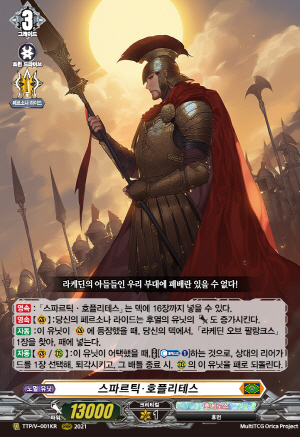 3
그레이드
트윈 드라이브
페르소나 라이드
라케딘의 아들들인 우리 부대에 패배란 있을 수 없다!
영속 : 「스파르틱・호플리테스」는 덱에 16장까지 넣을 수 있다.
영속 : 당신의 페르소나 라이드는 후열의 유닛의 도 증가시킨다.
자동 : 이 유닛이 에 등장했을 때, 당신의 덱에서, 「라케딘 오브 팔랑크스」
1장을 찾아, 패에 넣는다.
자동 : 이 유닛이 어택했을 때, 하는 것으로, 상대의 리어가
드를 1장 선택해, 퇴각시키고, 그 배틀 종료 시, 의 이 유닛을 패로 되돌린다.
노멀 유닛
스파르틱・호플리테스
파워
13000
크리티컬
1
휴먼
TTP/V-001KR
2021
MultiTCG Orica Project